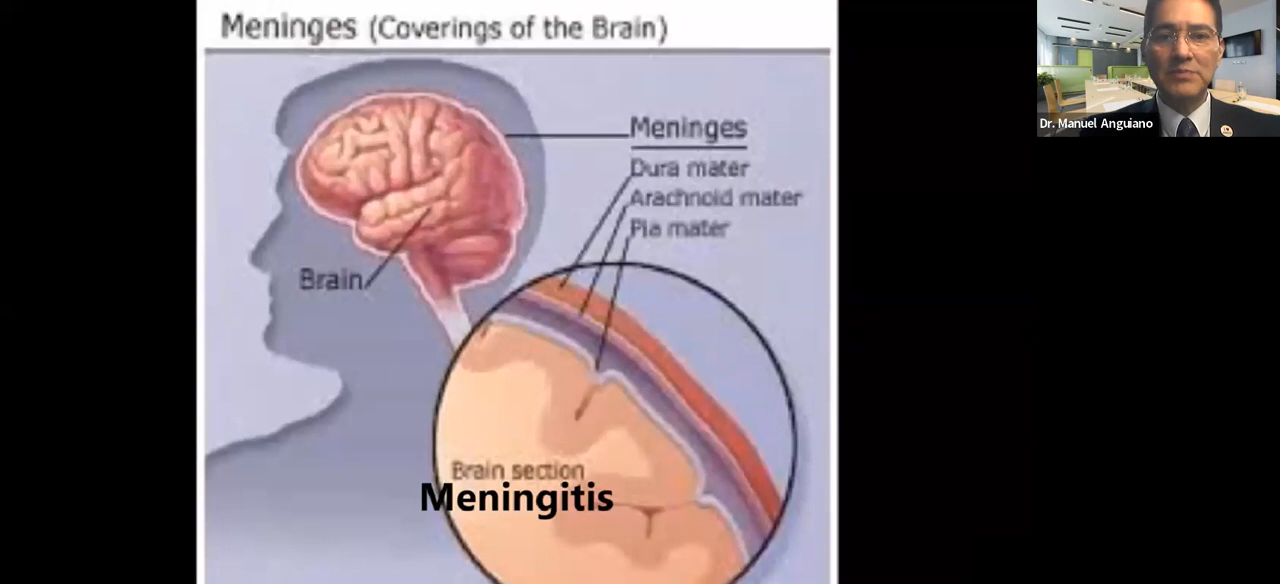 Meninges (Coverings of the Brain)
Meninges
Dura mater
Arachnoid mater
Pia mater
Brain
Brain section
Meningitis
Dr. Manuel Anguiano